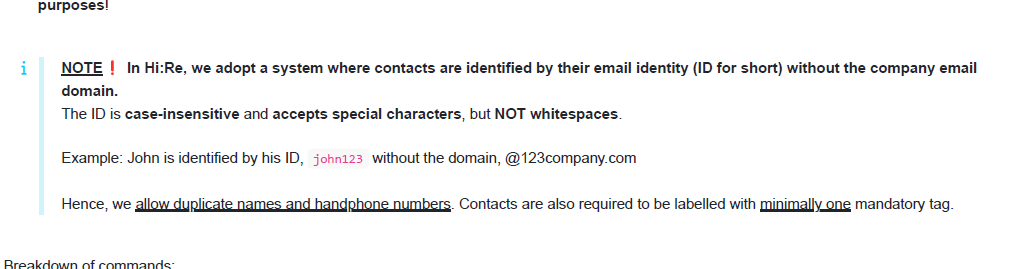 purposes!
NOTE❗ In Hi:Re, we adopt a system where contacts are identified by their email identity (ID for short) without the company email
domain.
The ID is case-insensitive and accepts special characters, but NOT whitespaces.
Example: John is identified by his ID, john123 without the domain, @123company.com
Hence, we allow duplicate names and handphone numbers. Contacts are also required to be labelled with minimally one mandatory tag.
Breakdown of commands: